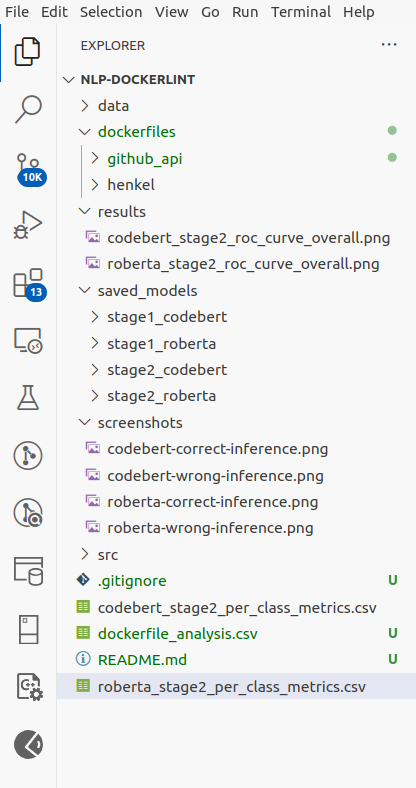 File Edit Selection View Go Run Terminal Help
EXPLORER
NLP-DOCKERLINT
data
dockerfiles
github_api
10K
henkel
results
codebert_stage2_roc_curve_overall.png
roberta_stage2_roc_curve_overall.png
13
saved_models
stage1_codebert
stage1_roberta
stage2_codebert
stage2_roberta
screenshots
codebert-correct-inference.png
codebert-wrong-inference.png
roberta-correct-inference.png
roberta-wrong-inference.png
src
.gitignore U
codebert_stage2_per_class_metrics.csv
dockerfile_analysis.csv U
README.md U
roberta_stage2_per_class_metrics.csv